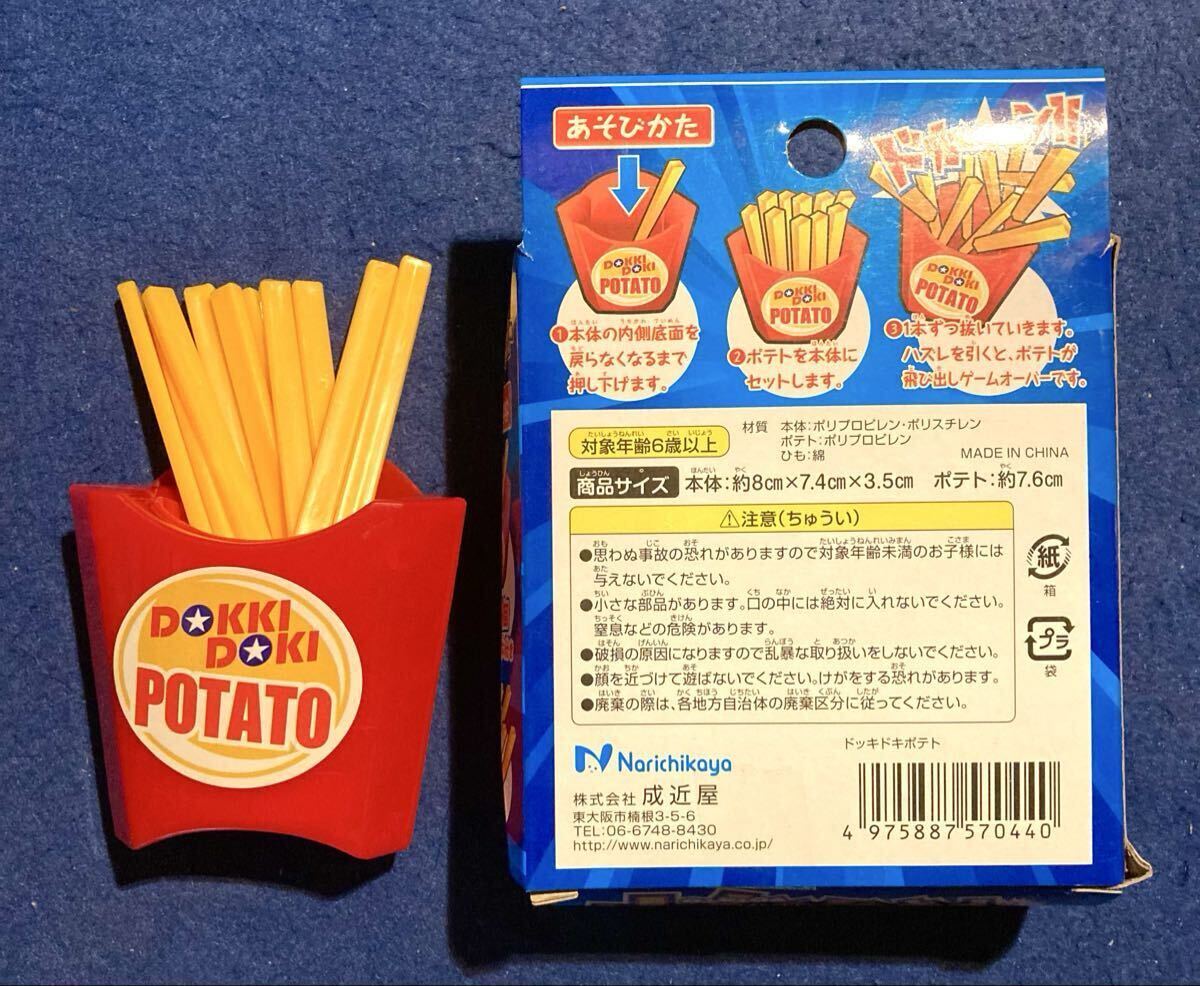 DOKKI
DOKI
POTATO
あそびかた
ドカーン!!
DOKKI
DOKI
POTATO
DOKKI
DOKI
POTATO
DOKKI
DOKI
POTATO
①本体の内側底面を
戻らなくなるまで
押し下げます。
②ポテトを本体に
セットします。
③1本ずつ抜いていきます。
ハズレを引くと、ポテトが
飛び出しゲームオーバーです。
対象年齢6歳以上
材質 本体:ポリプロピレン・ポリスチレン
ポテト:ポリプロピレン
ひも:綿
MADE IN CHINA
商品サイズ 本体:約8cm×7.4cm×3.5cm ポテト:約7.6cm
⚠注意(ちゅうい)
●思わぬ事故の恐れがありますので対象年齢未満のお子様には
与えないでください。
●小さな部品があります。口の中には絶対に入れないでください。
窒息などの危険があります。
●破損の原因になりますので乱暴な取り扱いをしないでください。
●顔を近づけて遊ばないでください。けがをする恐れがあります。
●廃棄の際は、各地方自治体の廃棄区分に従ってください。
紙
箱
プラ
袋
Narichikaya
株式会社 成近屋
東大阪市楠根3-5-6
TEL:06-6748-8430
http://www.narichikaya.co.jp/
ドッキドキポテト
4 975887 570440